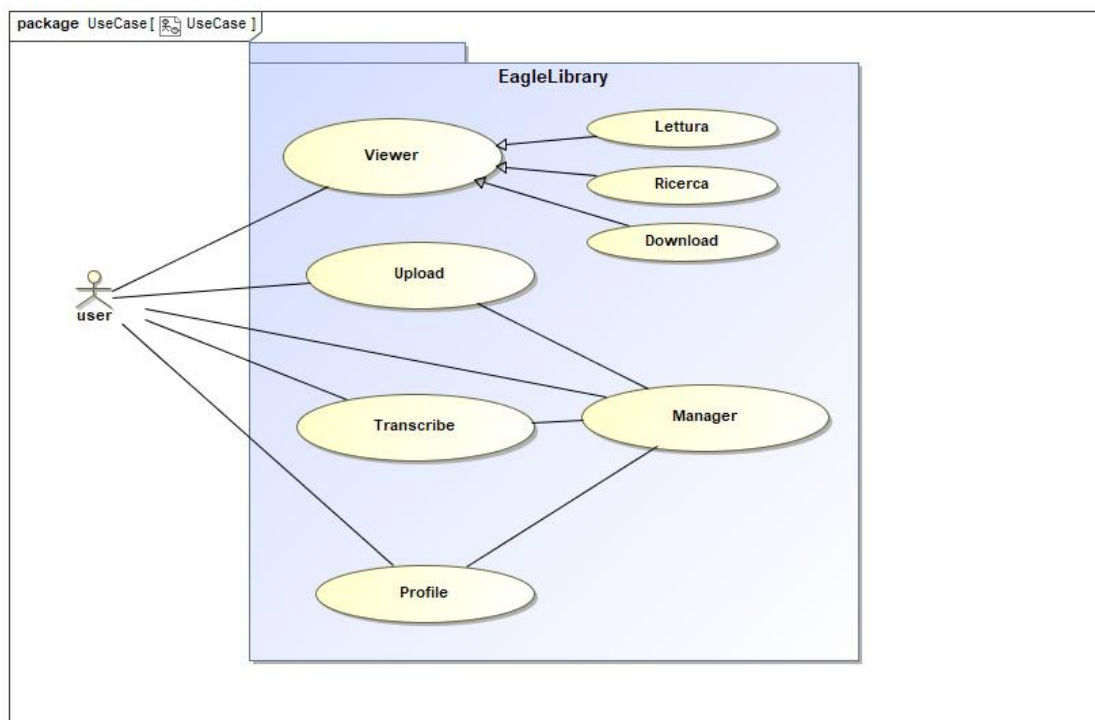 package UseCase [ UseCase ]
EagleLibrary
Viewer
Lettura
Ricerca
Download
Upload
user
Transcribe
Manager
Profile